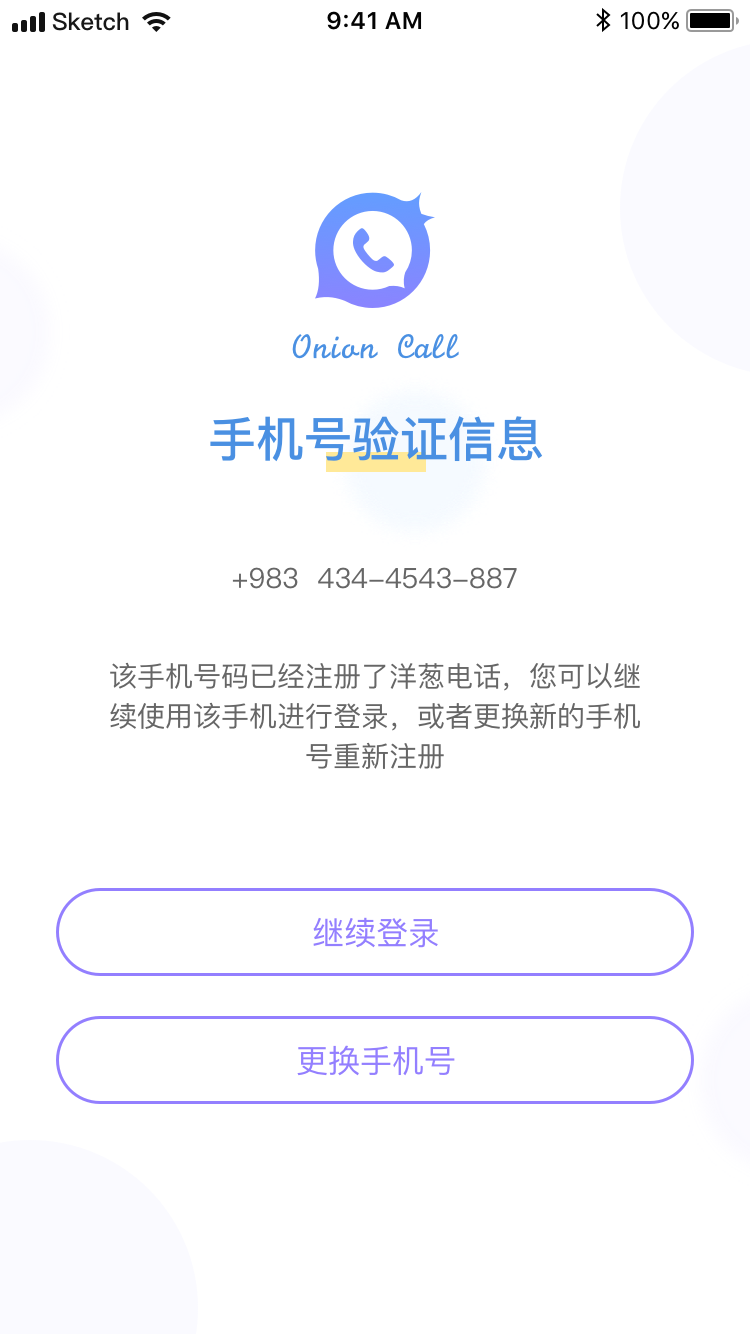 Sketch 9:41 AM 100%
Onion Call
手机号验证信息
+983 434-4543-887
该手机号码已经注册了洋葱电话，您可以继
续使用该手机进行登录，或者更换新的手机
号重新注册
继续登录
更换手机号